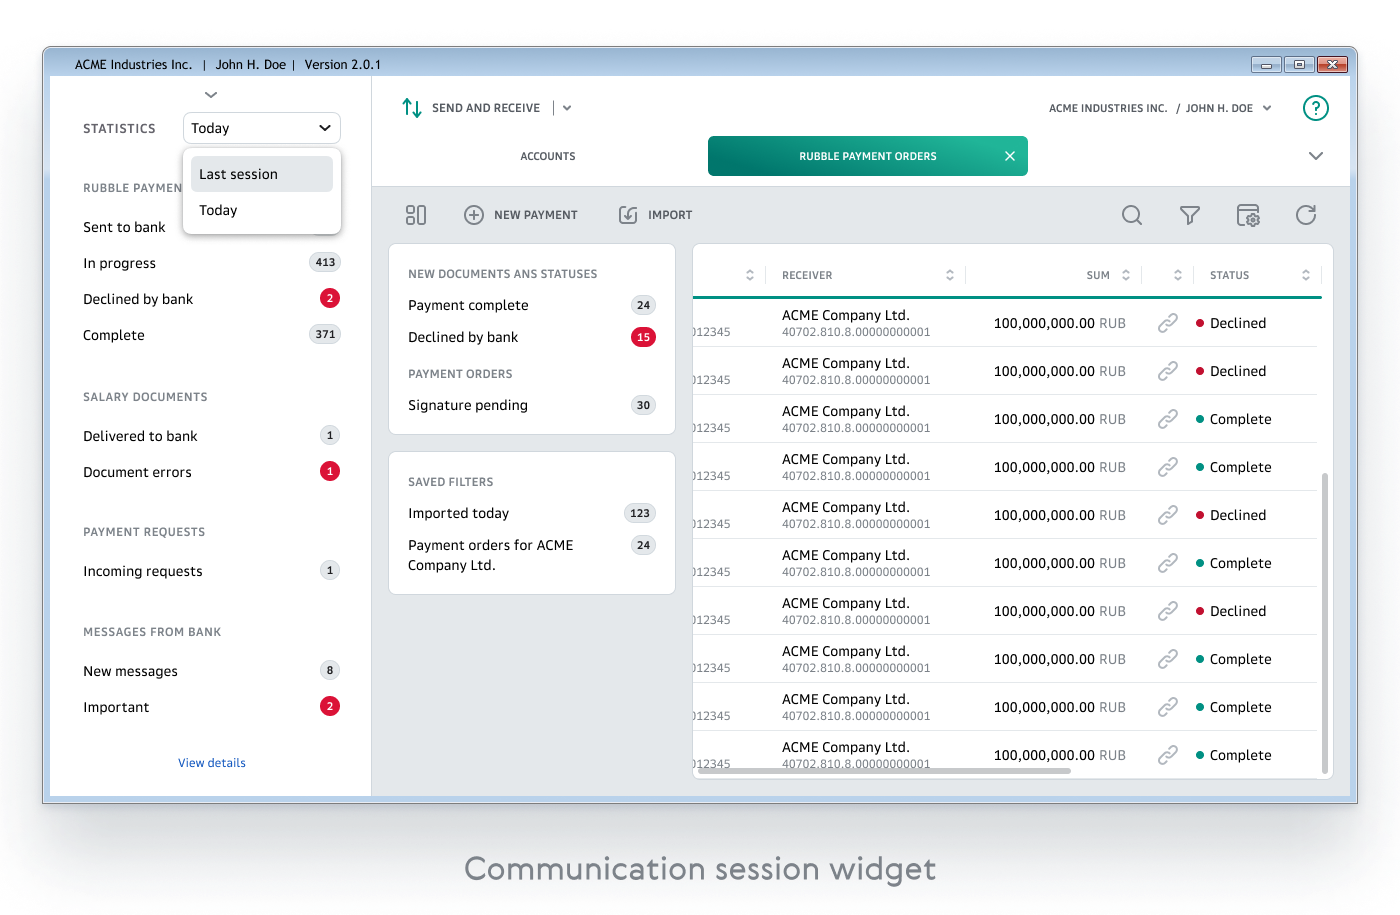 ACME Industries Inc. | John H. Doe | Version 2.0.1
STATISTICS
Today
Last session
Today
RUBBLE
Sent to bank
In progress 413
Declined by bank 2
Complete 371
SALARY DOCUMENTS
Delivered to bank 1
Document errors 1
PAYMENT REQUESTS
Incoming requests 1
MESSAGES FROM BANK
New messages 8
Important 2
View details
SEND AND RECEIVE |
ACME INDUSTRIES INC. / JOHN H. DOE
?
ACCOUNTS
RUBBLE PAYMENT ORDERS
NEW PAYMENT
IMPORT
NEW DOCUMENTS ANS STATUSES
Payment complete 24
Declined by bank 15
PAYMENT ORDERS
Signature pending 30
SAVED FILTERS
Imported today 123
Payment orders for ACME 24
Company Ltd.
RECEIVER SUM STATUS
ACME Company Ltd.
012345 40702.810.8.00000000001 100,000,000.00 RUB Declined
ACME Company Ltd.
012345 40702.810.8.00000000001 100,000,000.00 RUB Declined
ACME Company Ltd.
012345 40702.810.8.00000000001 100,000,000.00 RUB Complete
ACME Company Ltd.
012345 40702.810.8.00000000001 100,000,000.00 RUB Complete
ACME Company Ltd.
012345 40702.810.8.00000000001 100,000,000.00 RUB Declined
ACME Company Ltd.
012345 40702.810.8.00000000001 100,000,000.00 RUB Complete
ACME Company Ltd.
012345 40702.810.8.00000000001 100,000,000.00 RUB Declined
ACME Company Ltd.
012345 40702.810.8.00000000001 100,000,000.00 RUB Complete
ACME Company Ltd.
012345 40702.810.8.00000000001 100,000,000.00 RUB Complete
ACME Company Ltd.
012345 40702.810.8.00000000001 100,000,000.00 RUB Complete
Communication session widget